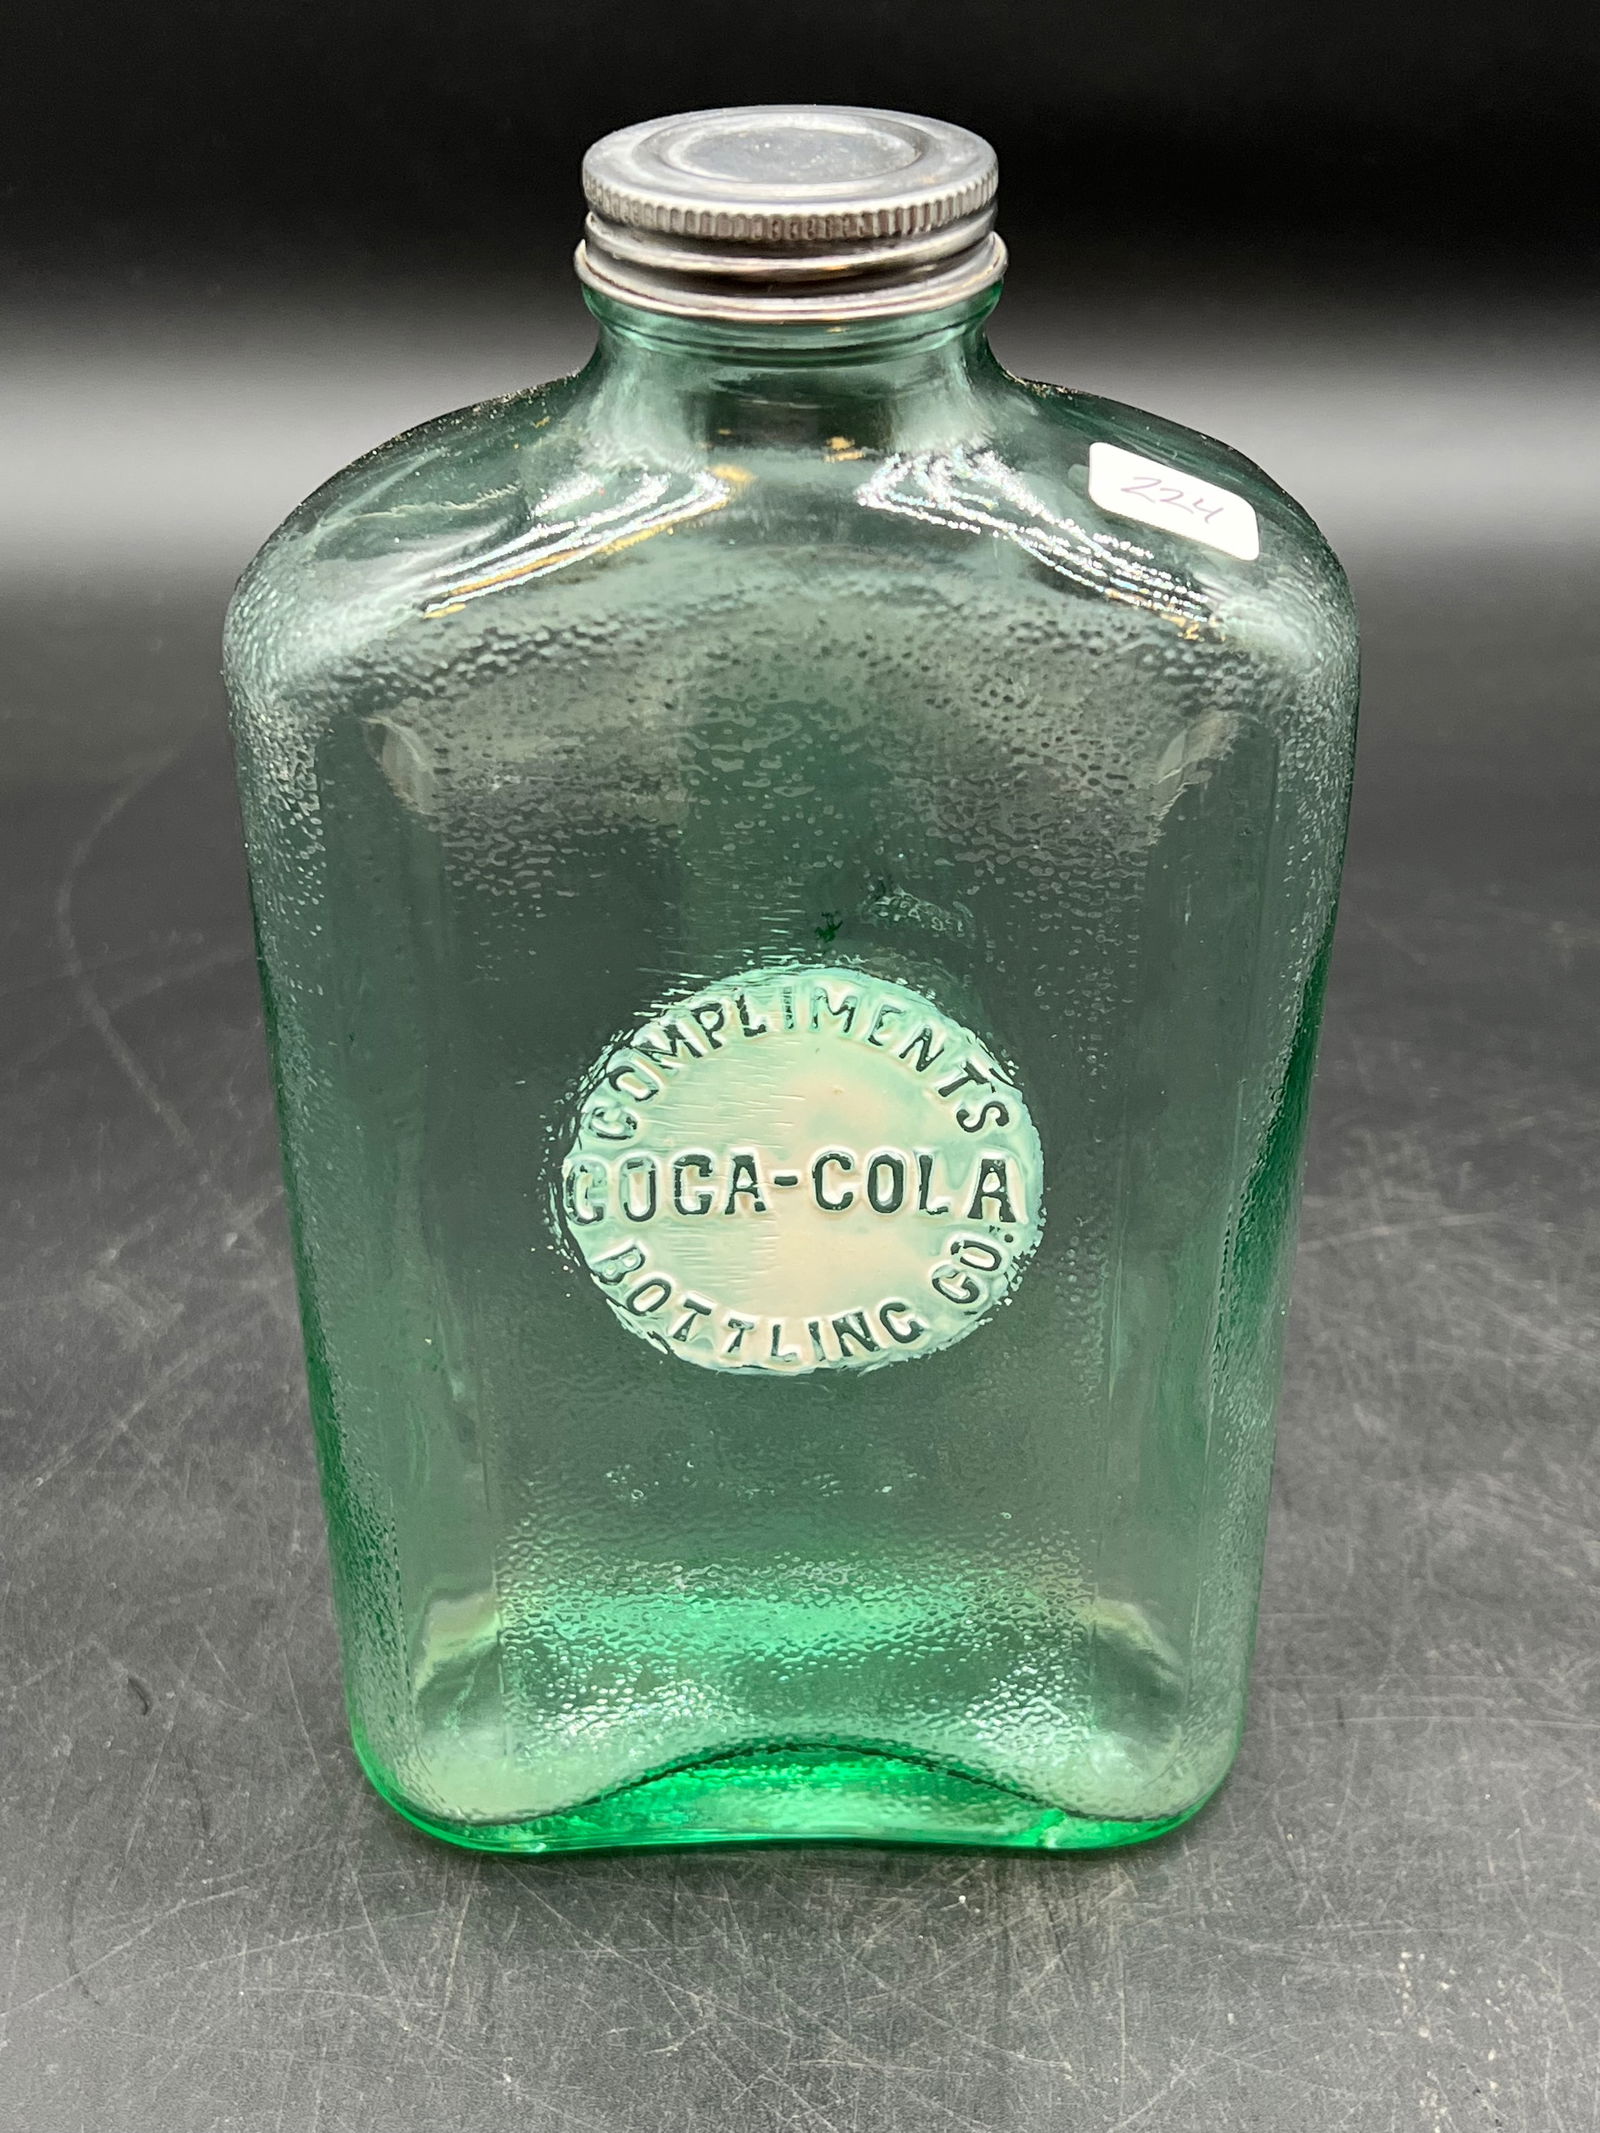 224
COMPLIMENTS
COCA-COLA
BOTTLING CO.